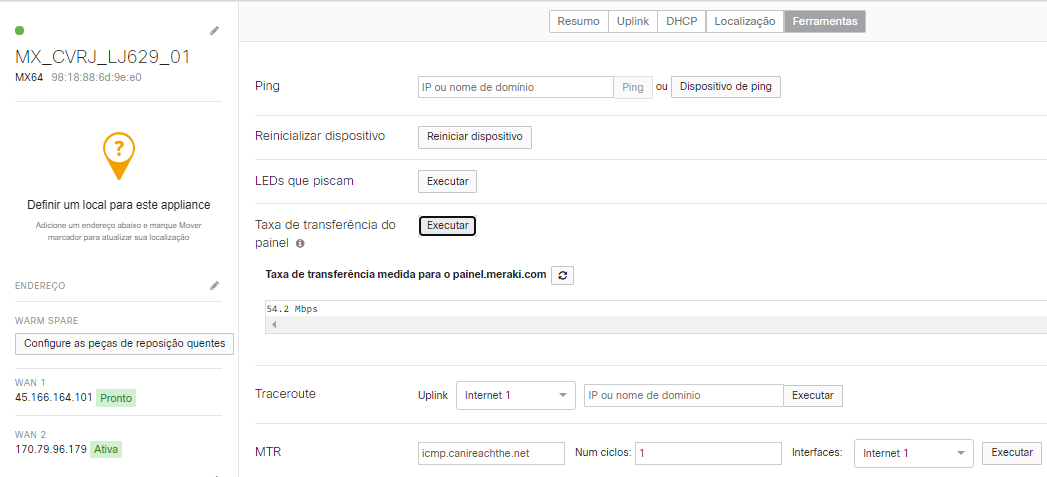 Resumo Uplink DHCP Localização Ferramentas
MX_CVRJ_LJ629_01
MX64 98:18:88:6d:9e:e0
?
Definir um local para este appliance
Adicione um endereço abaixo e marque Mover
marcador para atualizar sua localização
ENDEREÇO
WARM SPARE
Configure as peças de reposição quentes
WAN 1
45.166.164.101 Pronto
WAN 2
170.79.96.179 Ativa
Ping IP ou nome de domínio Ping ou Dispositivo de ping
Reinicializar dispositivo Reiniciar dispositivo
LEDs que piscam Executar
Taxa de transferência do Executar
painel
Taxa de transferência medida para o painel.meraki.com
54.2 Mbps
Traceroute Uplink Internet 1 IP ou nome de domínio Executar
MTR icmp.canireachthe.net Num ciclos: 1 Interfaces: Internet 1 Executar